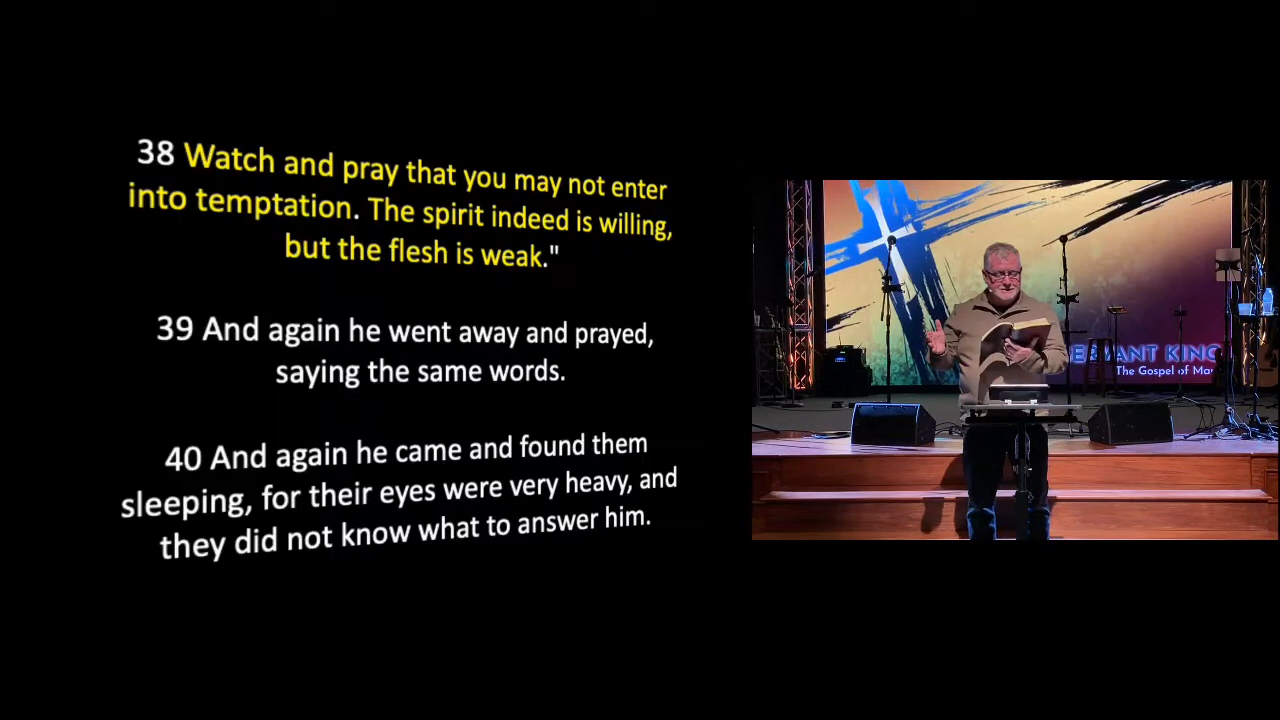 38 Watch and pray that you may not enter
into temptation. The spirit indeed is willing,
but the flesh is weak."
39 And again he went away and prayed,
saying the same words.
40 And again he came and found them
sleeping, for their eyes were very heavy, and
they did not know what to answer him.
SERVANT KING
The Gospel of Mar